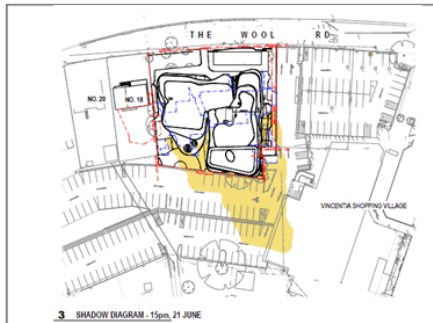 THE WOOL RD
NO. 20
NO. 18
VINCENTIA SHOPPING VILLAGE
3 SHADOW DIAGRAM - 15pm, 21 JUNE